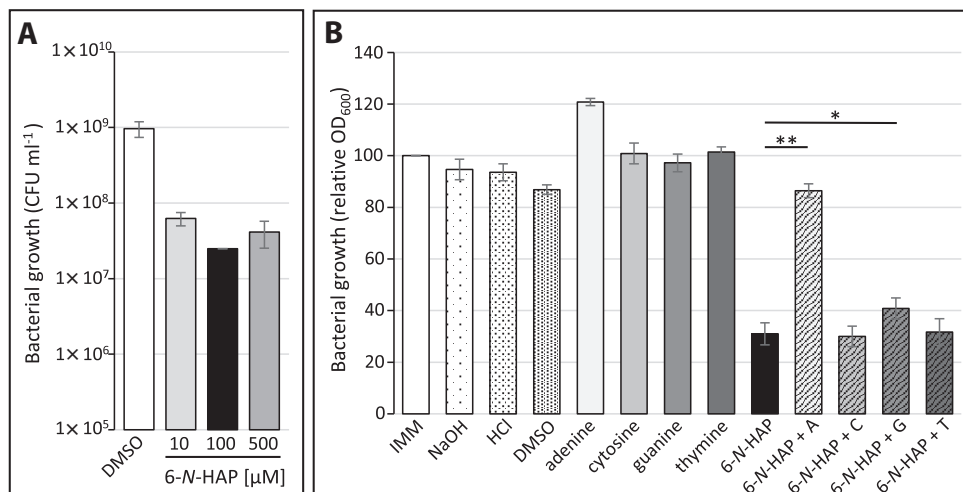 A
Bacterial growth (CFU ml⁻¹)
1×10¹⁰
1×10⁹
1×10⁸
1×10⁷
1×10⁶
1×10⁵
DMSO
10 100 500
6-N-HAP [µM]
B
Bacterial growth (relative OD₆₀₀)
140
120
100
80
60
40
20
0
*
**
IMM
NaOH
HCl
DMSO
adenine
cytosine
guanine
thymine
6-N-HAP
6-N-HAP + A
6-N-HAP + C
6-N-HAP + G
6-N-HAP + T